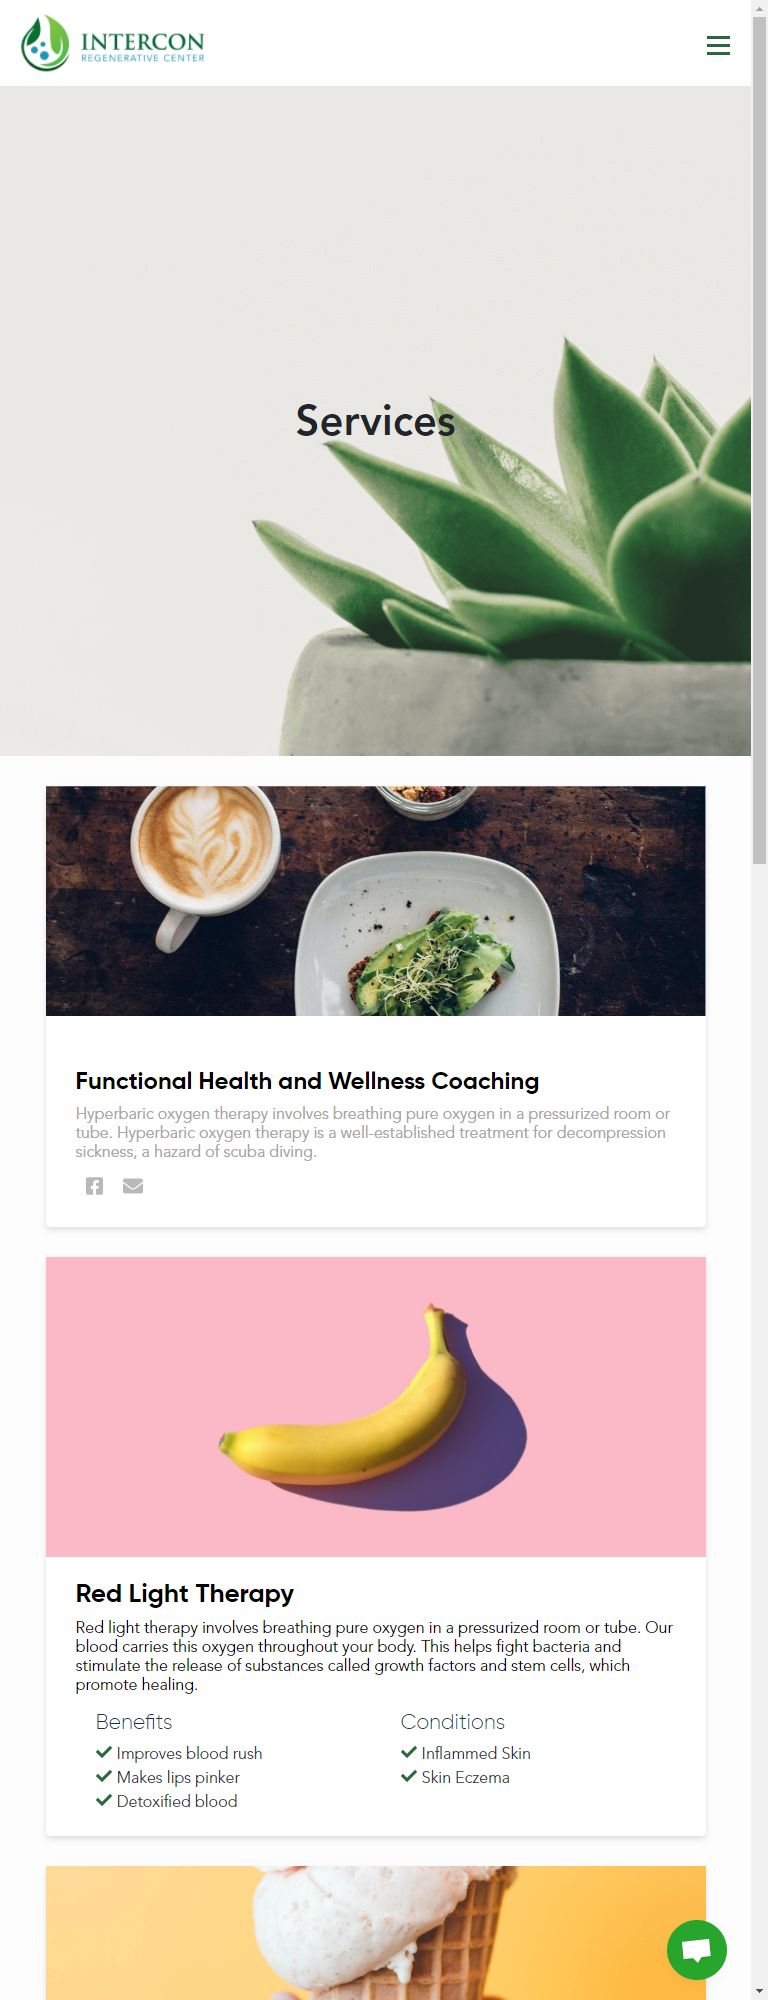 INTERCON
REGENERATIVE CENTER
Services
Functional Health and Wellness Coaching
Hyperbaric oxygen therapy involves breathing pure oxygen in a pressurized room or
tube. Hyperbaric oxygen therapy is a well-established treatment for decompression
sickness, a hazard of scuba diving.
Red Light Therapy
Red light therapy involves breathing pure oxygen in a pressurized room or tube. Our
blood carries this oxygen throughout your body. This helps fight bacteria and
stimulate the release of substances called growth factors and stem cells, which
promote healing.
Benefits
Improves blood rush
Makes lips pinker
Detoxified blood
Conditions
Inflammed Skin
Skin Eczema